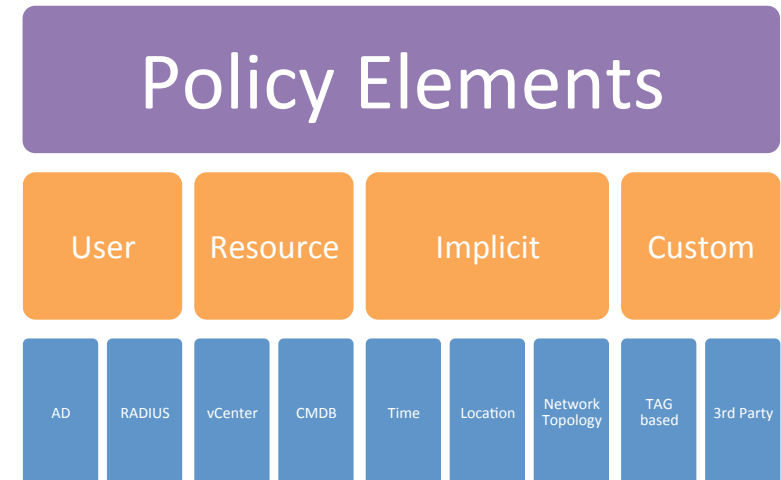 Policy Elements
User
Resource
Implicit
Custom
AD
RADIUS
vCenter
CMDB
Time
Location
Network
Topology
TAG
based
3rd Party